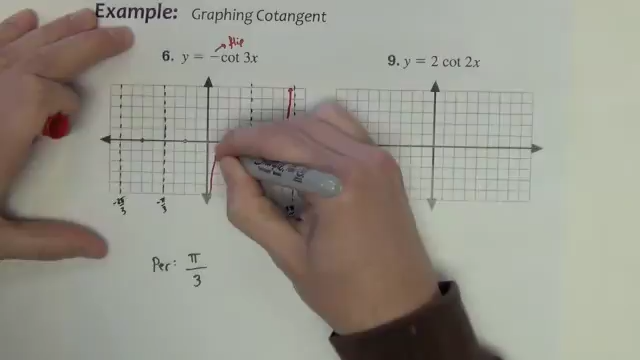 Example: Graphing Cotangent
flip
6. y = −cot 3x
9. y = 2 cot 2x
-2π/3
-π/3
Per: π/3